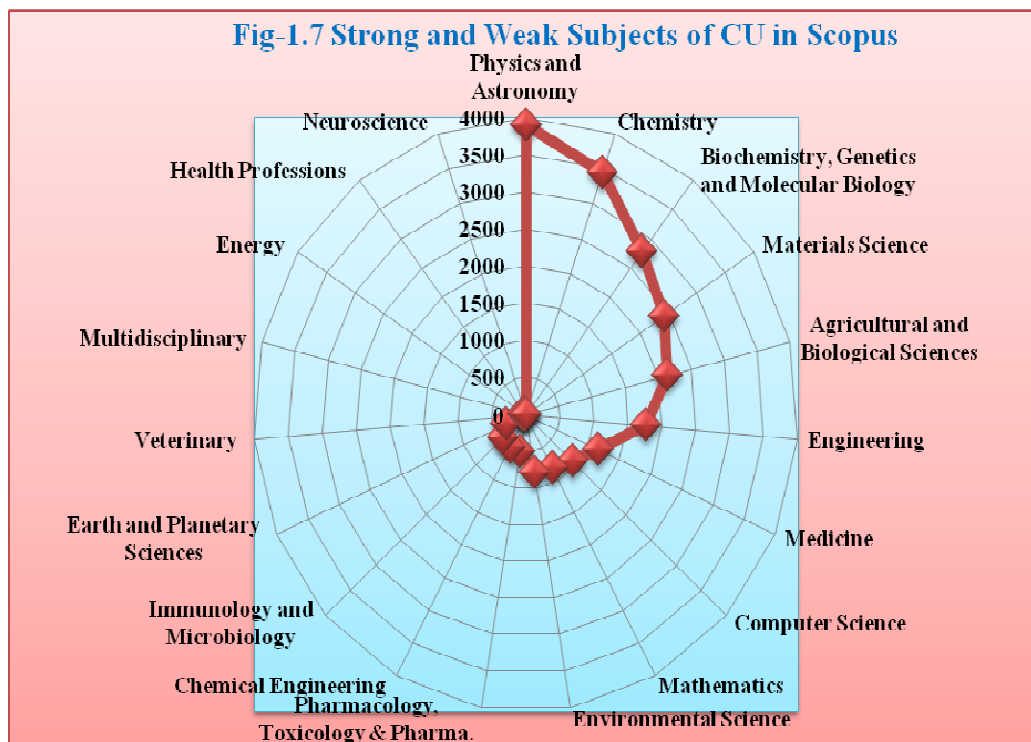 Fig-1.7 Strong and Weak Subjects of CU in Scopus
Physics and
Astronomy
Chemistry
Biochemistry, Genetics
and Molecular Biology
Materials Science
Agricultural and
Biological Sciences
Engineering
Medicine
Computer Science
Mathematics
Environmental Science
Pharmacology,
Toxicology & Pharma.
Chemical Engineering
Immunology and
Microbiology
Earth and Planetary
Sciences
Veterinary
Multidisciplinary
Energy
Health Professions
Neuroscience
4000
3500
3000
2500
2000
1500
1000
500
0